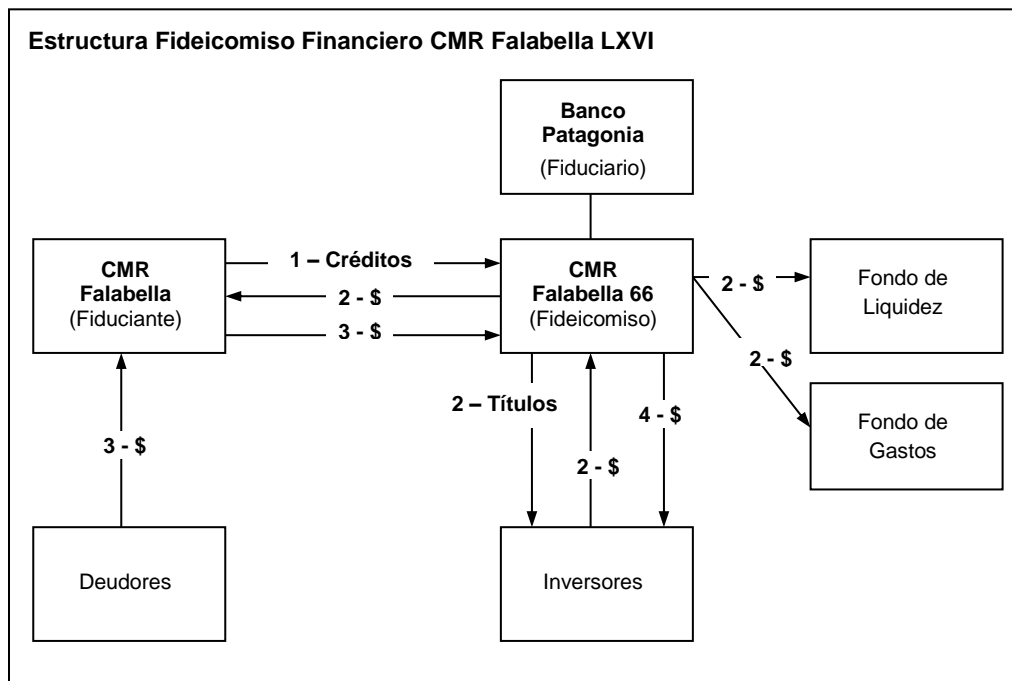 Estructura Fideicomiso Financiero CMR Falabella LXVI
Banco
Patagonia
(Fiduciario)
CMR
Falabella
(Fiduciante)
1 – Créditos
2 - $
3 - $
CMR
Falabella 66
(Fideicomiso)
2 - $
Fondo de
Liquidez
2 - $
Fondo de
Gastos
2 – Títulos
4 - $
3 - $
2 - $
Deudores
Inversores